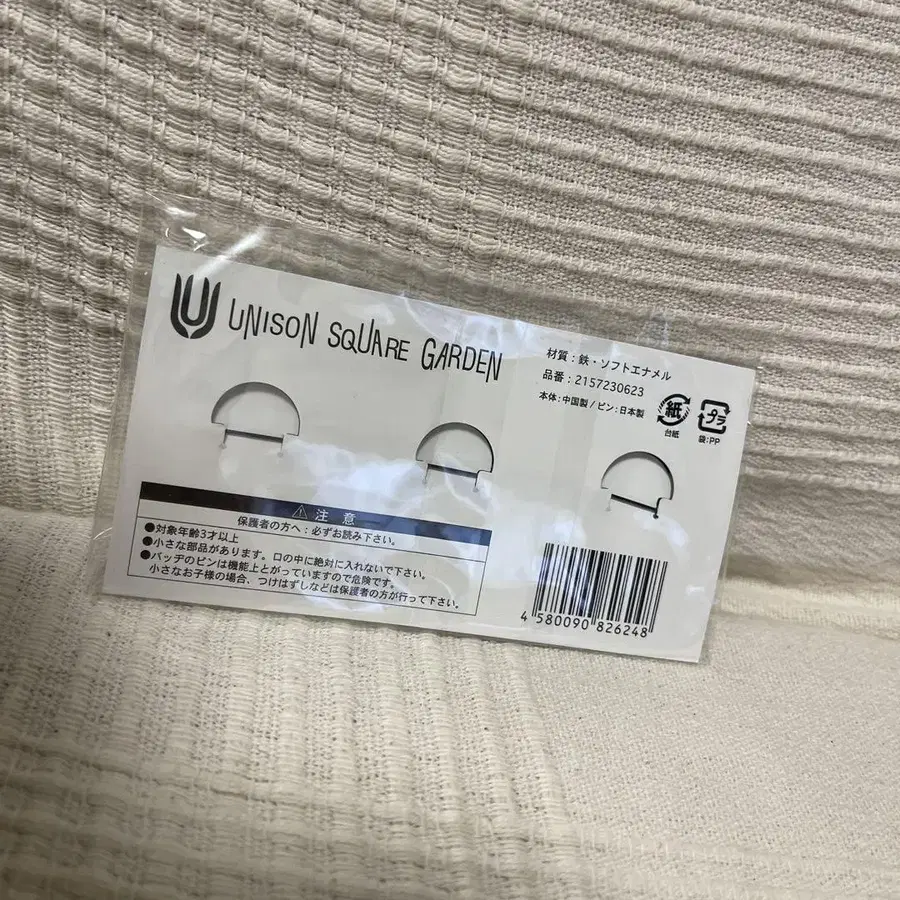 UNISON SQUARE GARDEN
材質:鉄・ソフトエナメル
品番:2157230623
本体:中国製/ピン:日本製
紙
台紙
プラ
袋:PP
注意
保護者の方へ:必ずお読み下さい。
●対象年齢3才以上
●小さな部品があります。口の中に絶対に入れないで下さい。
●バッヂのピンは機能上とがっていますので危険です。
小さなお子様の場合、つけはずしなどは保護者の方が行って下さい。
4 580090 826248